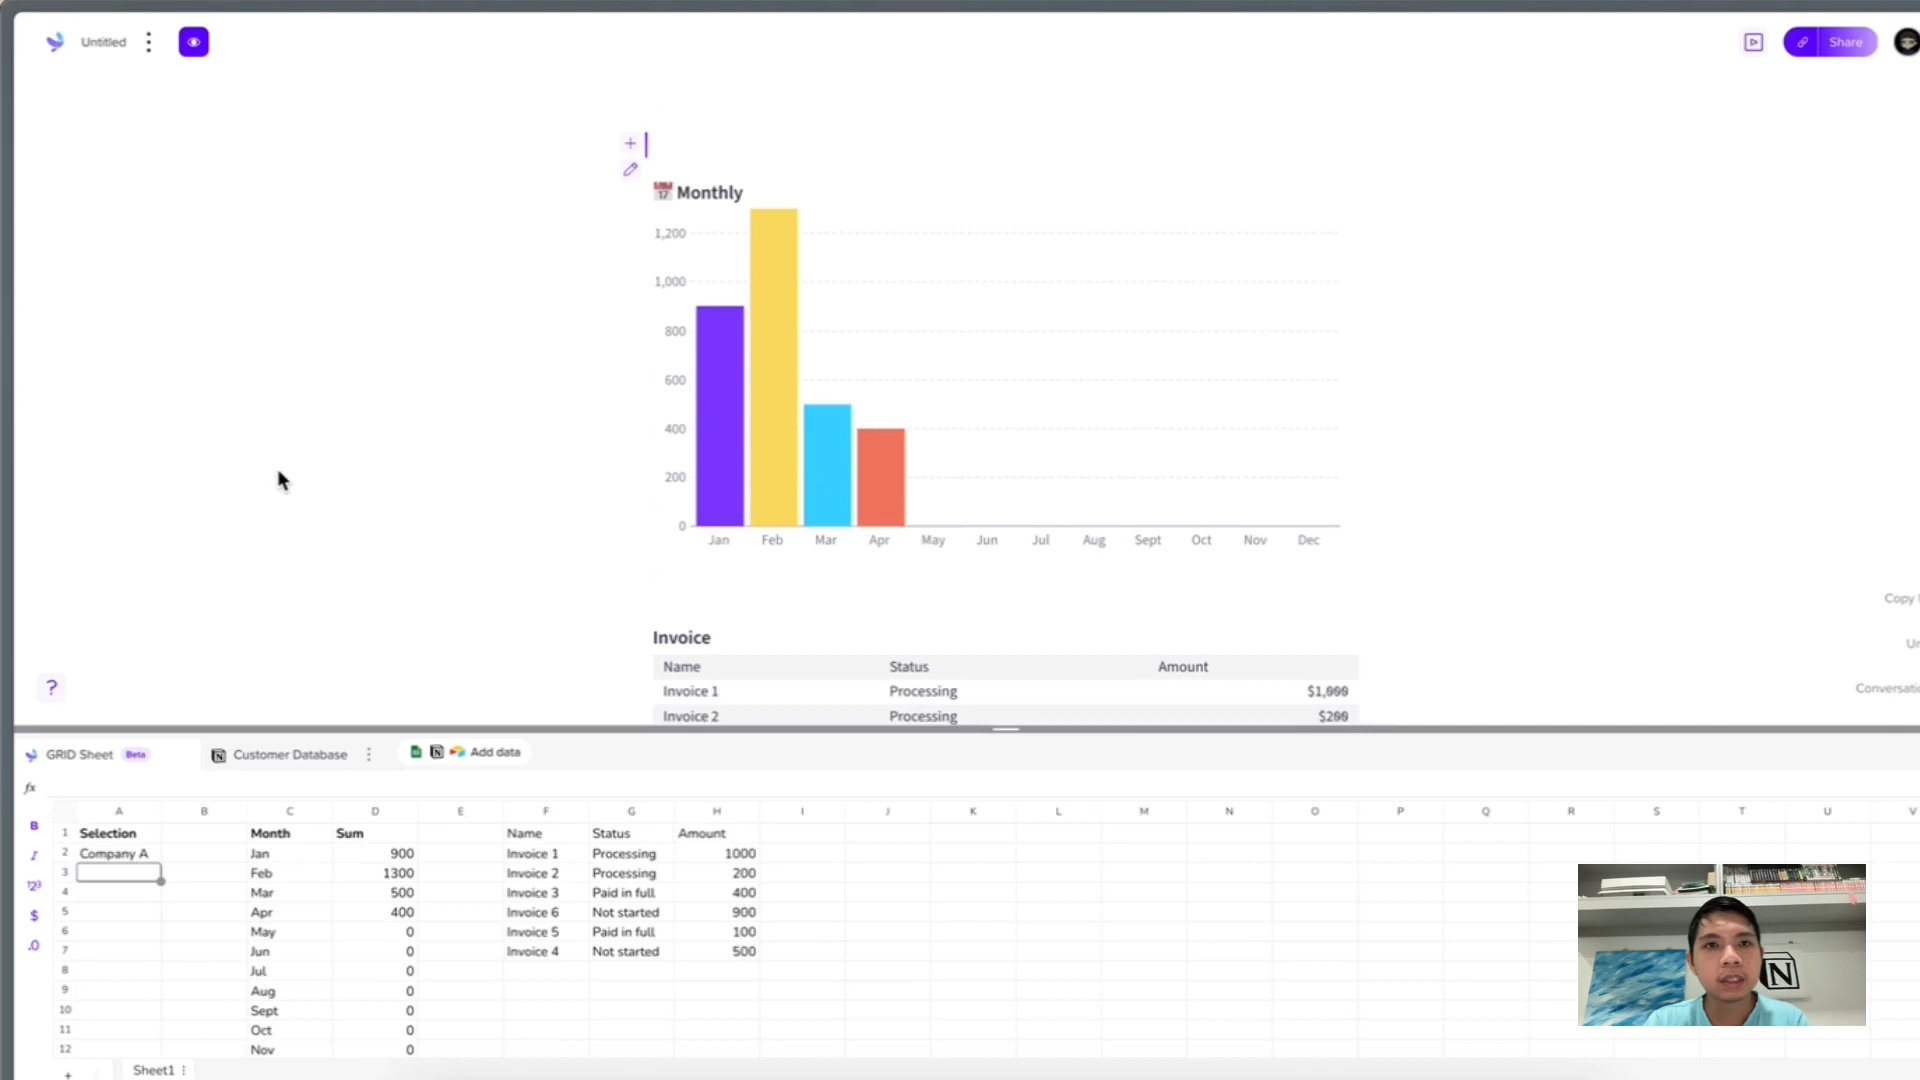 Untitled
Share
17 Monthly
1,200
1,000
800
600
400
200
0
Jan Feb Mar Apr May Jun Jul Aug Sept Oct Nov Dec
Copy
Invoice
Name Status Amount
Invoice 1 Processing $1,000
Invoice 2 Processing $200
?
GRID Sheet Beta Customer Database Add data
fx
A B C D E F G H I J K L M N O P Q R S T U V
B
I
123
$
.0
1 Selection Month Sum Name Status Amount
2 Company A Jan 900 Invoice 1 Processing 1000
3 Feb 1300 Invoice 2 Processing 200
4 Mar 500 Invoice 3 Paid in full 400
5 Apr 400 Invoice 6 Not started 900
6 May 0 Invoice 5 Paid in full 100
7 Jun 0 Invoice 4 Not started 500
8 Jul 0
9 Aug 0
10 Sept 0
11 Oct 0
12 Nov 0
+ Sheet1
N